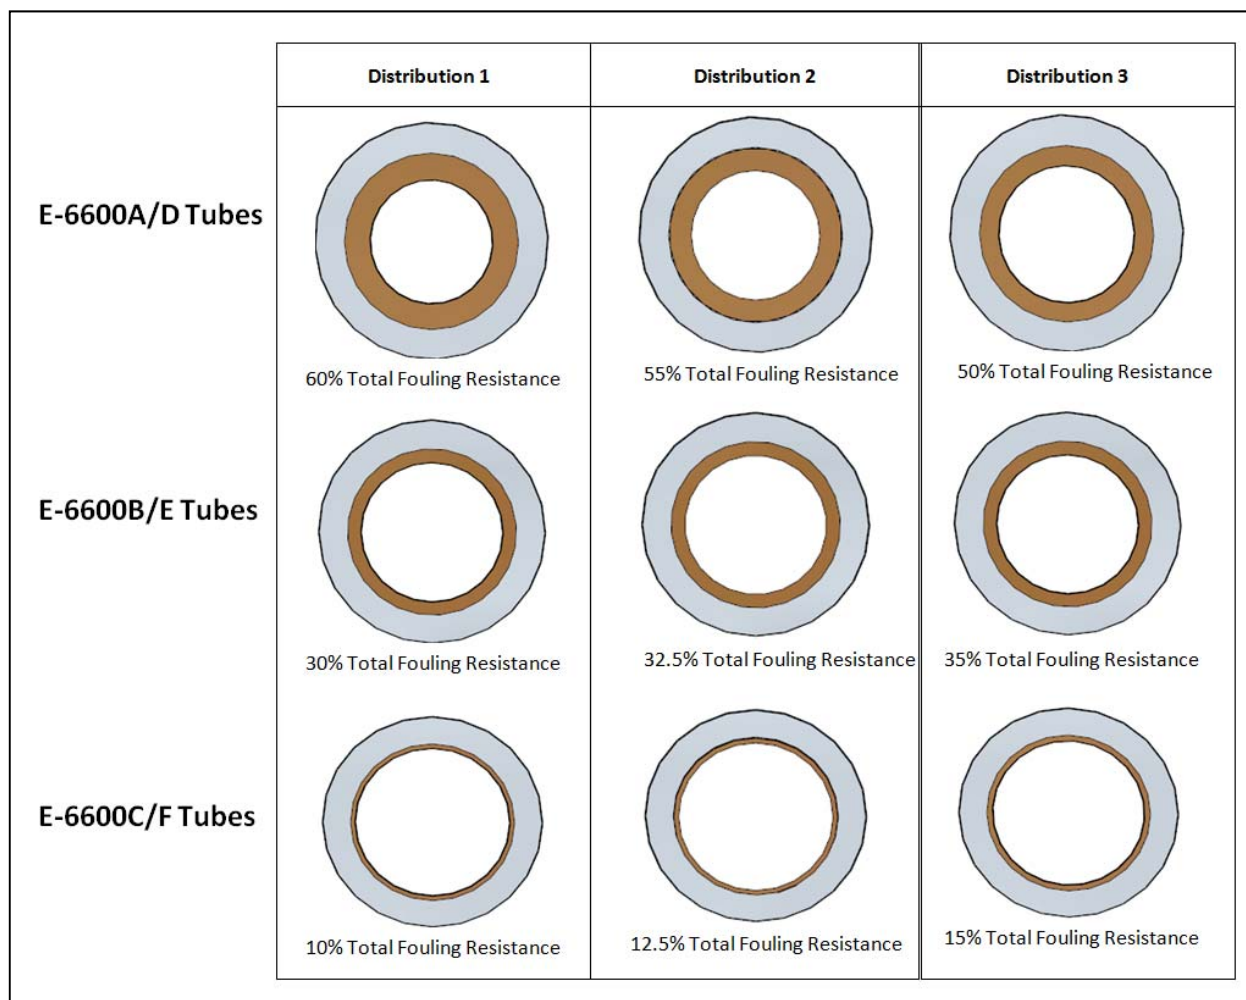 Distribution 1
Distribution 2
Distribution 3
E-6600A/D Tubes
60% Total Fouling Resistance
55% Total Fouling Resistance
50% Total Fouling Resistance
E-6600B/E Tubes
30% Total Fouling Resistance
32.5% Total Fouling Resistance
35% Total Fouling Resistance
E-6600C/F Tubes
10% Total Fouling Resistance
12.5% Total Fouling Resistance
15% Total Fouling Resistance